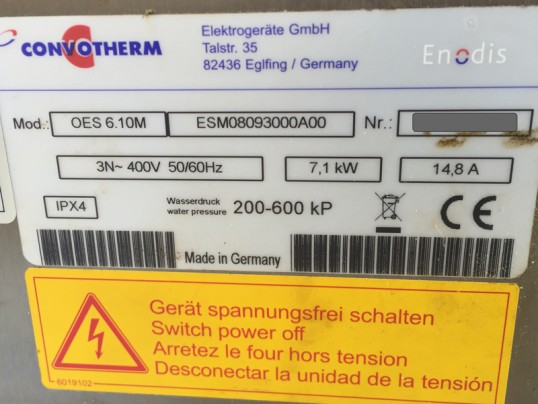 CONVOTHERM
Elektrogeräte GmbH
Talstr. 35
82436 Eglfing / Germany
Enodis
Mod.: OES 6.10M ESM08093000A00 Nr.:
3N~ 400V 50/60Hz 7,1 kW 14,8 A
IPX4 Wasserdruck
water pressure 200-600 kP CE
Made in Germany
Gerät spannungsfrei schalten
Switch power off
Arretez le four hors tension
Desconectar la unidad de la tensión
6019102